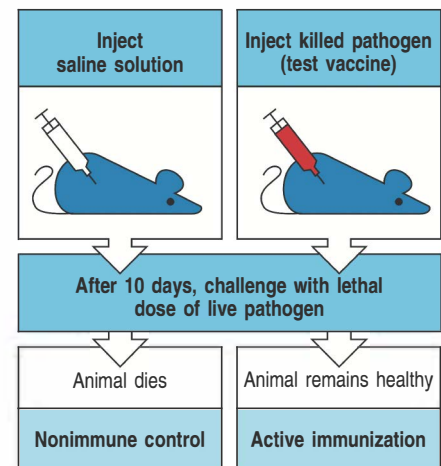 Inject
saline solution
Inject killed pathogen
(test vaccine)
After 10 days, challenge with lethal
dose of live pathogen
Animal dies
Animal remains healthy
Nonimmune control
Active immunization